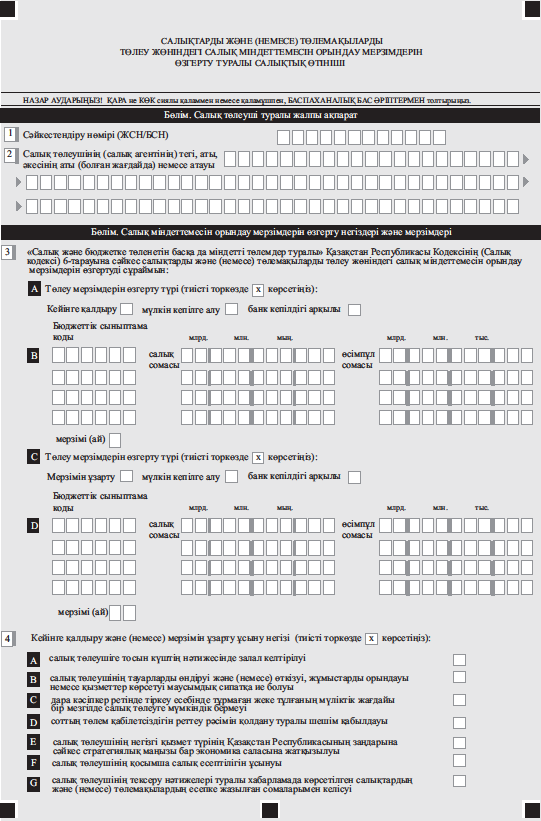 САЛЫҚТАРДЫ ЖӘНЕ (НЕМЕСЕ) ТӨЛЕМАҚЫЛАРДЫ
ТӨЛЕУ ЖӨНІНДЕГІ САЛЫҚ МІНДЕТТЕМЕСІН ОРЫНДАУ МЕРЗІМДЕРІН
ӨЗГЕРТУ ТУРАЛЫ САЛЫҚТЫҚ ӨТІНІШІ
НАЗАР АУДАРЫҢЫЗ! ҚАРА не КӨК сиялы қаламмен немесе қаламұшпен, БАСПАХАНАЛЫҚ БАС ӘРІПТЕРМЕН толтырыңыз.
Бөлім. Салық төлеуші туралы жалпы ақпарат
1 Сәйкестендіру нөмірі (ЖСН/БСН)
2 Салық төлеушінің (салық агентінің) тегі, аты,
әкесінің аты (болған жағдайда) немесе атауы
Бөлім. Салық міндеттемесін орындау мерзімдерін өзгерту негіздері және мерзімдері
3 «Салық және бюджетке төленетін басқа да міндетті төлемдер туралы» Қазақстан Республикасы Кодексінің (Салық
кодексі) 6-тарауына сәйкес салықтарды және (немесе) төлемақыларды төлеу жөніндегі салық міндеттемесін орындау
мерзімдерін өзгертуді сұраймын:
A Төлеу мерзімдерін өзгерту түрі (тиісті торкөзде x көрсетіңіз):
Кейінге қалдыру мүлікін кепілге алу банк кепілдігі арқылы
Бюджеттік сыныптама
коды млрд. млн. мың. млрд. млн. тыс.
B салық өсімпұл
сомасы сомасы
мерзімі (ай)
C Төлеу мерзімдерін өзгерту түрі (тиісті торкөзде x көрсетіңіз):
Мерзімін ұзарту мүлкін кепілге алу банк кепілдігі арқылы
Бюджеттік сыныптама
коды млрд. млн. мың. млрд. млн. тыс.
D салық өсімпұл
сомасы сомасы
мерзімі (ай)
4 Кейінге қалдыру және (немесе) мерзімін ұзарту ұсыну негізі (тиісті торкөзде x көрсетіңіз):
A салық төлеушіге тосын күштің нәтижесінде залал келтірілуі
B салық төлеушінің тауарларды өндіруі және (немесе) өткізуі, жұмыстарды орындауы
немесе қызметтер көрсетуі маусымдық сипатқа ие болуы
C дара кәсіпкер ретінде тіркеу есебінде тұрмаған жеке тұлғаның мүліктік жағдайы
бір мезгілде салық төлеуге мүмкіндік бермеуі
D соттың төлем қабілетсіздігін реттеу рәсімін қолдану туралы шешім қабылдауы
E салық төлеушінің негізгі қызмет түрінің Қазақстан Республикасының заңдарына
сәйкес стратегиялық маңызы бар экономика саласына жатқызылуы
F салық төлеушінің қосымша салық есептілігін ұсынуы
G салық төлеушінің тексеру нәтижелері туралы хабарламада көрсетілген салықтардың
және (немесе) төлемақылардың есепке жазылған сомаларымен келісуі